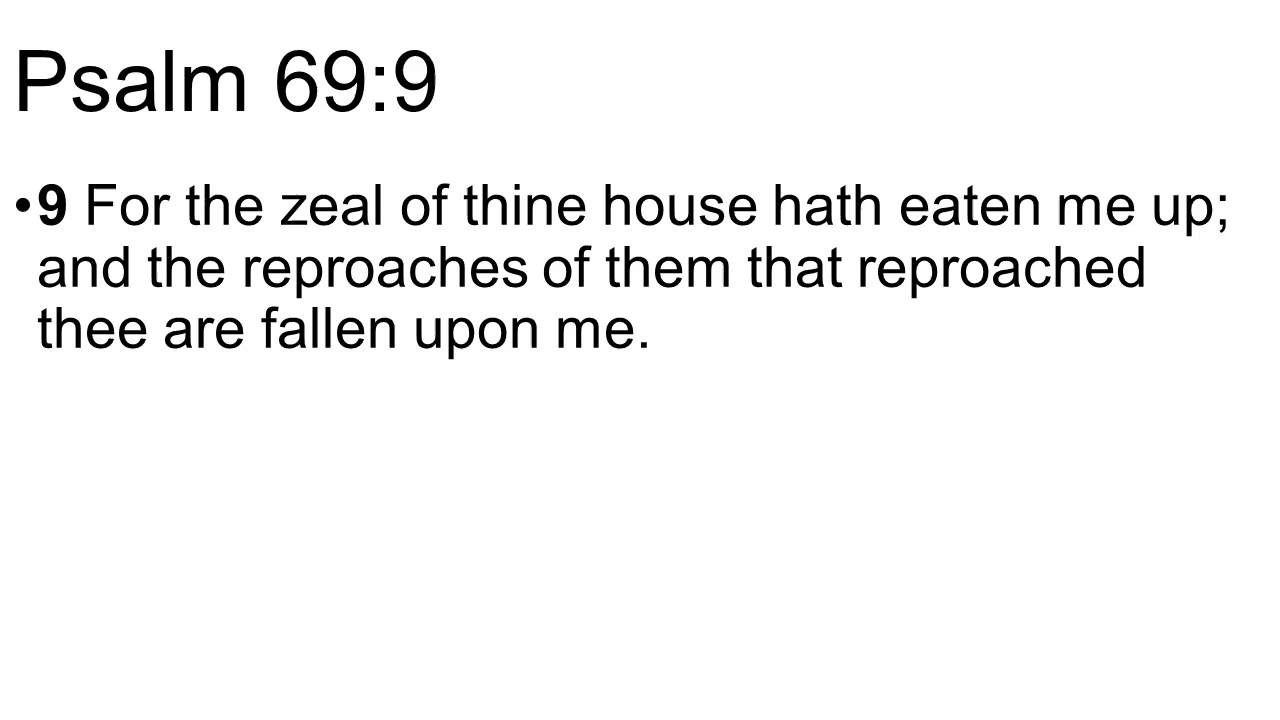 Psalm 69:9
•9 For the zeal of thine house hath eaten me up;
and the reproaches of them that reproached
thee are fallen upon me.